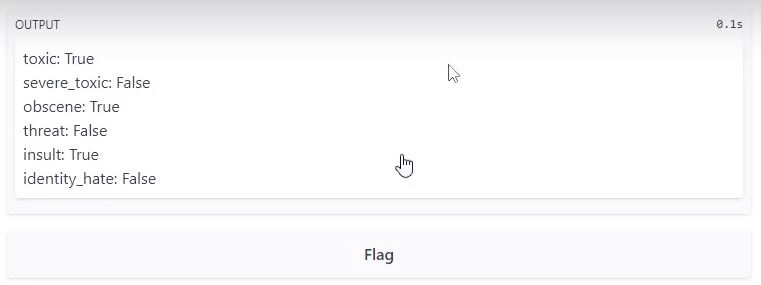 OUTPUT 0.1s
toxic: True
severe_toxic: False
obscene: True
threat: False
insult: True
identity_hate: False
Flag